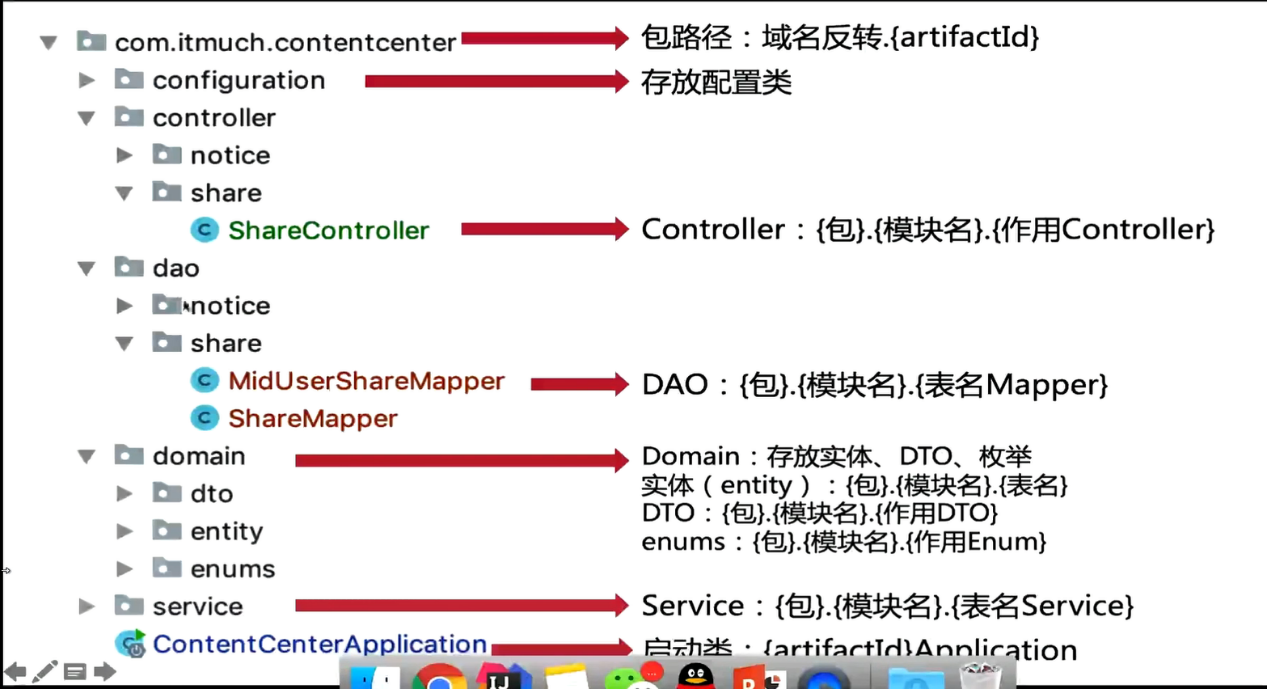 com.itmuch.contentcenter 包路径：域名反转.{artifactId}
configuration 存放配置类
controller
notice
share
ShareController Controller：{包}.{模块名}.{作用Controller}
dao
notice
share
MidUserShareMapper DAO：{包}.{模块名}.{表名Mapper}
ShareMapper
domain Domain：存放实体、DTO、枚举
实体（entity）：{包}.{模块名}.{表名}
dto
DTO：{包}.{模块名}.{作用DTO}
entity
enums：{包}.{模块名}.{作用Enum}
enums
service Service：{包}.{模块名}.{表名Service}
ContentCenterApplication 启动类：{artifactId}Application